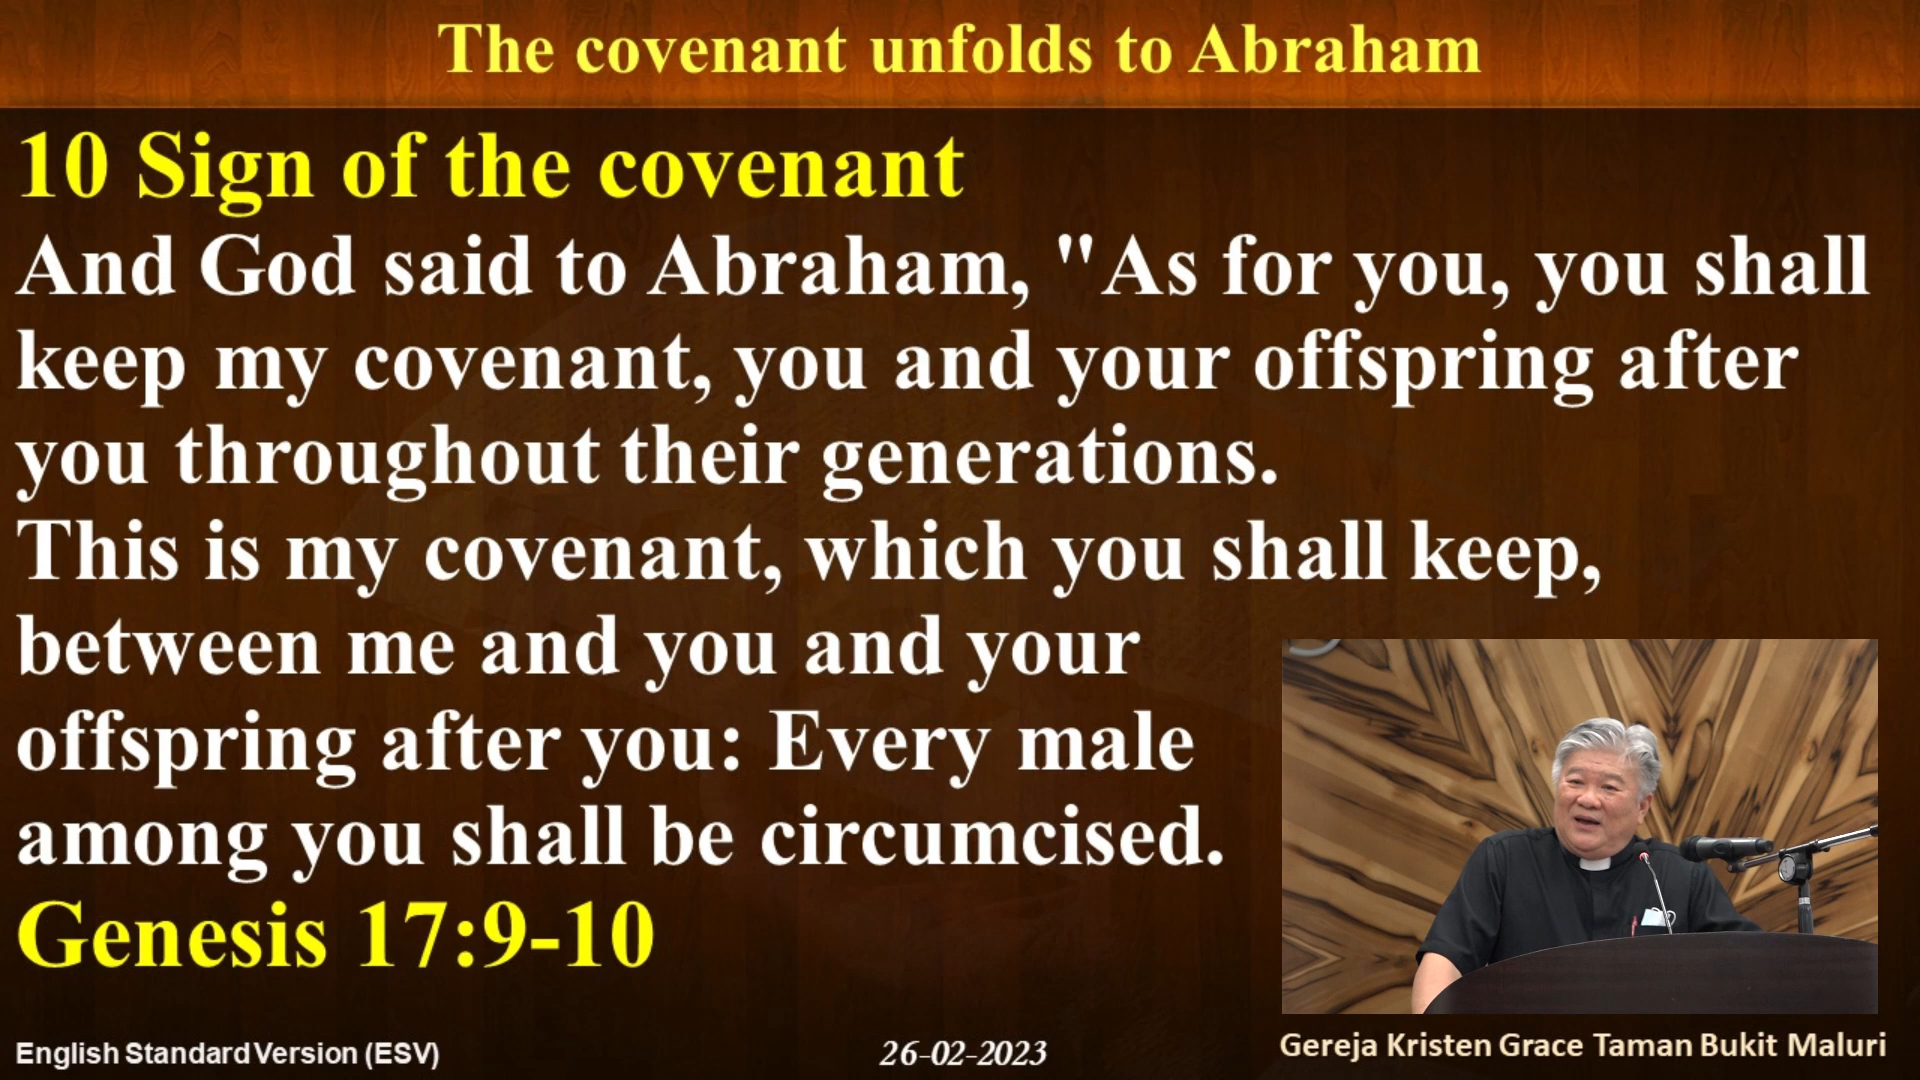 The covenant unfolds to Abraham
10 Sign of the covenant
And God said to Abraham, "As for you, you shall
keep my covenant, you and your offspring after
you throughout their generations.
This is my covenant, which you shall keep,
between me and you and your
offspring after you: Every male
among you shall be circumcised.
Genesis 17:9-10
English Standard Version (ESV)
26-02-2023
Gereja Kristen Grace Taman Bukit Maluri